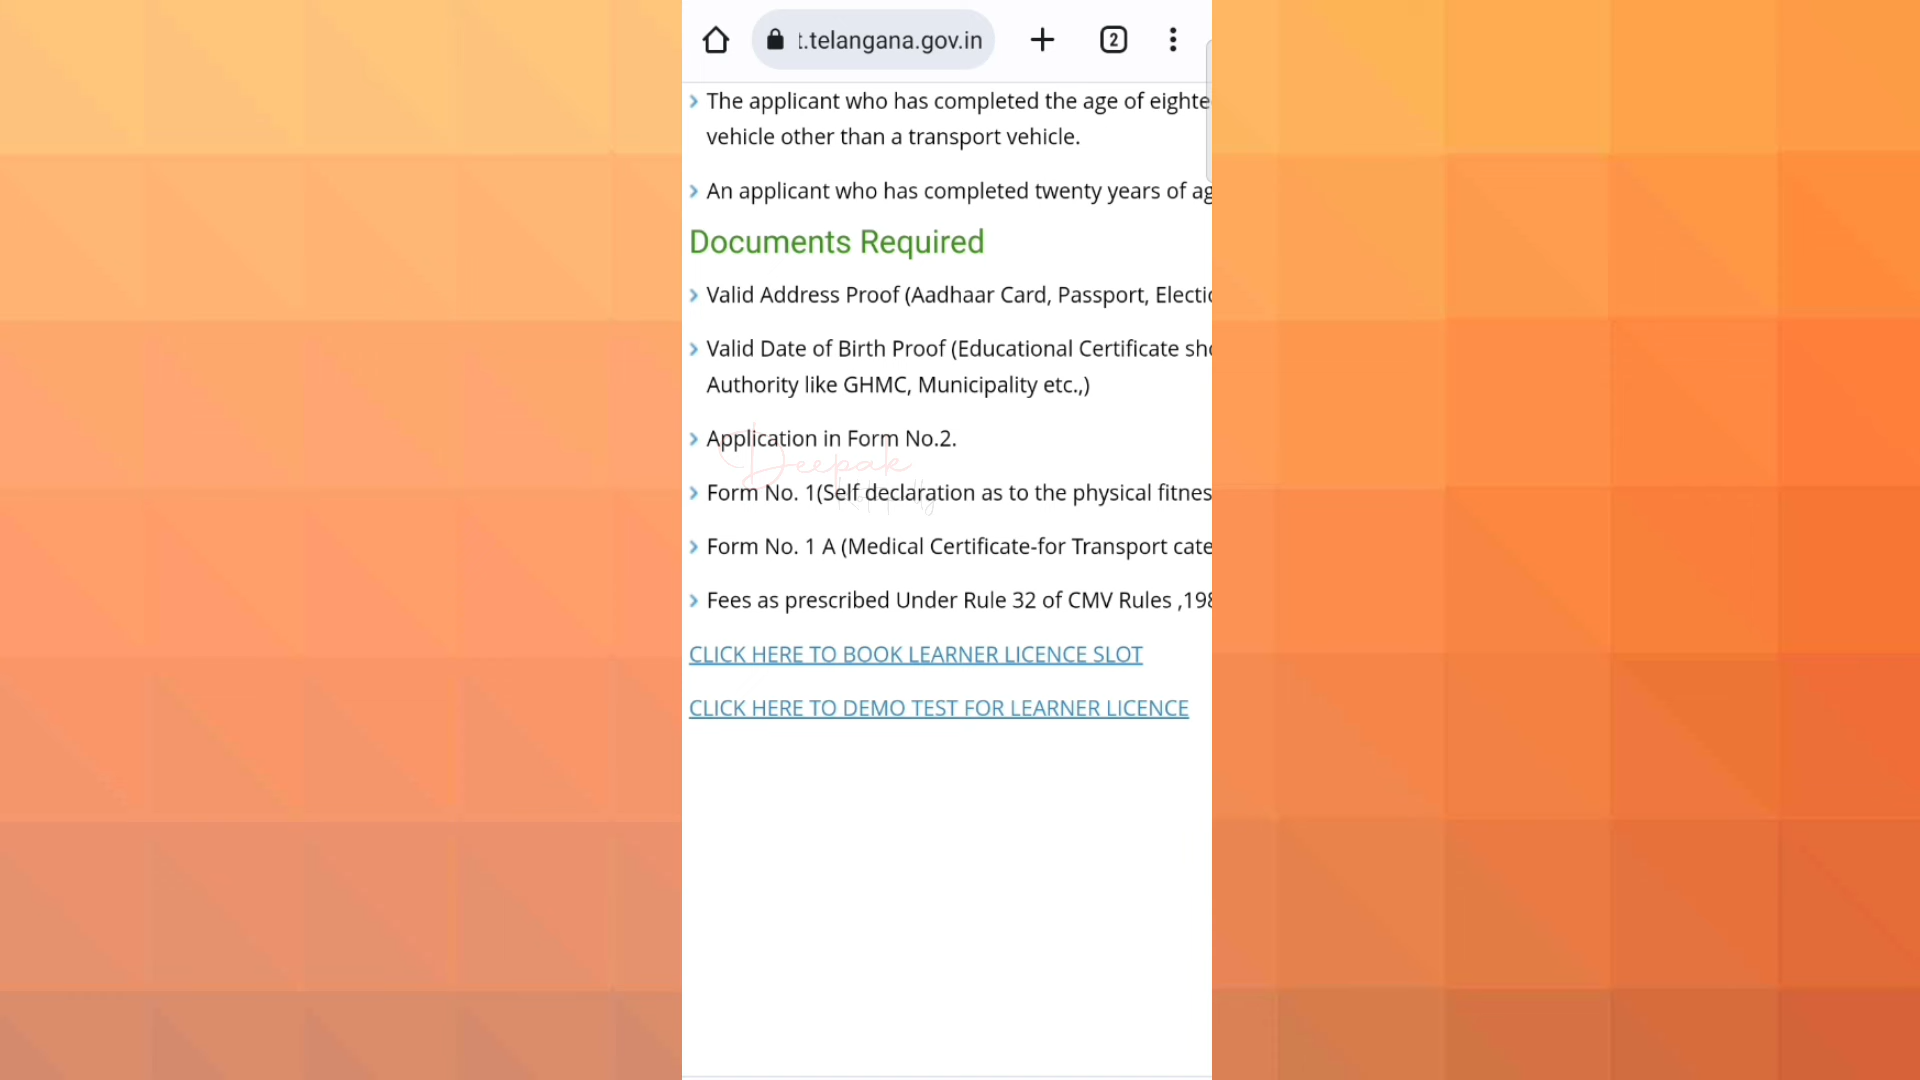 t.telangana.gov.in
2
The applicant who has completed the age of eighte
vehicle other than a transport vehicle.
An applicant who has completed twenty years of ag
Documents Required
Valid Address Proof (Aadhaar Card, Passport, Electio
Valid Date of Birth Proof (Educational Certificate sho
Authority like GHMC, Municipality etc.,)
Application in Form No.2.
Deepak
Form No. 1(Self declaration as to the physical fitnes
Form No. 1 A (Medical Certificate-for Transport cate
Fees as prescribed Under Rule 32 of CMV Rules ,198
CLICK HERE TO BOOK LEARNER LICENCE SLOT
CLICK HERE TO DEMO TEST FOR LEARNER LICENCE